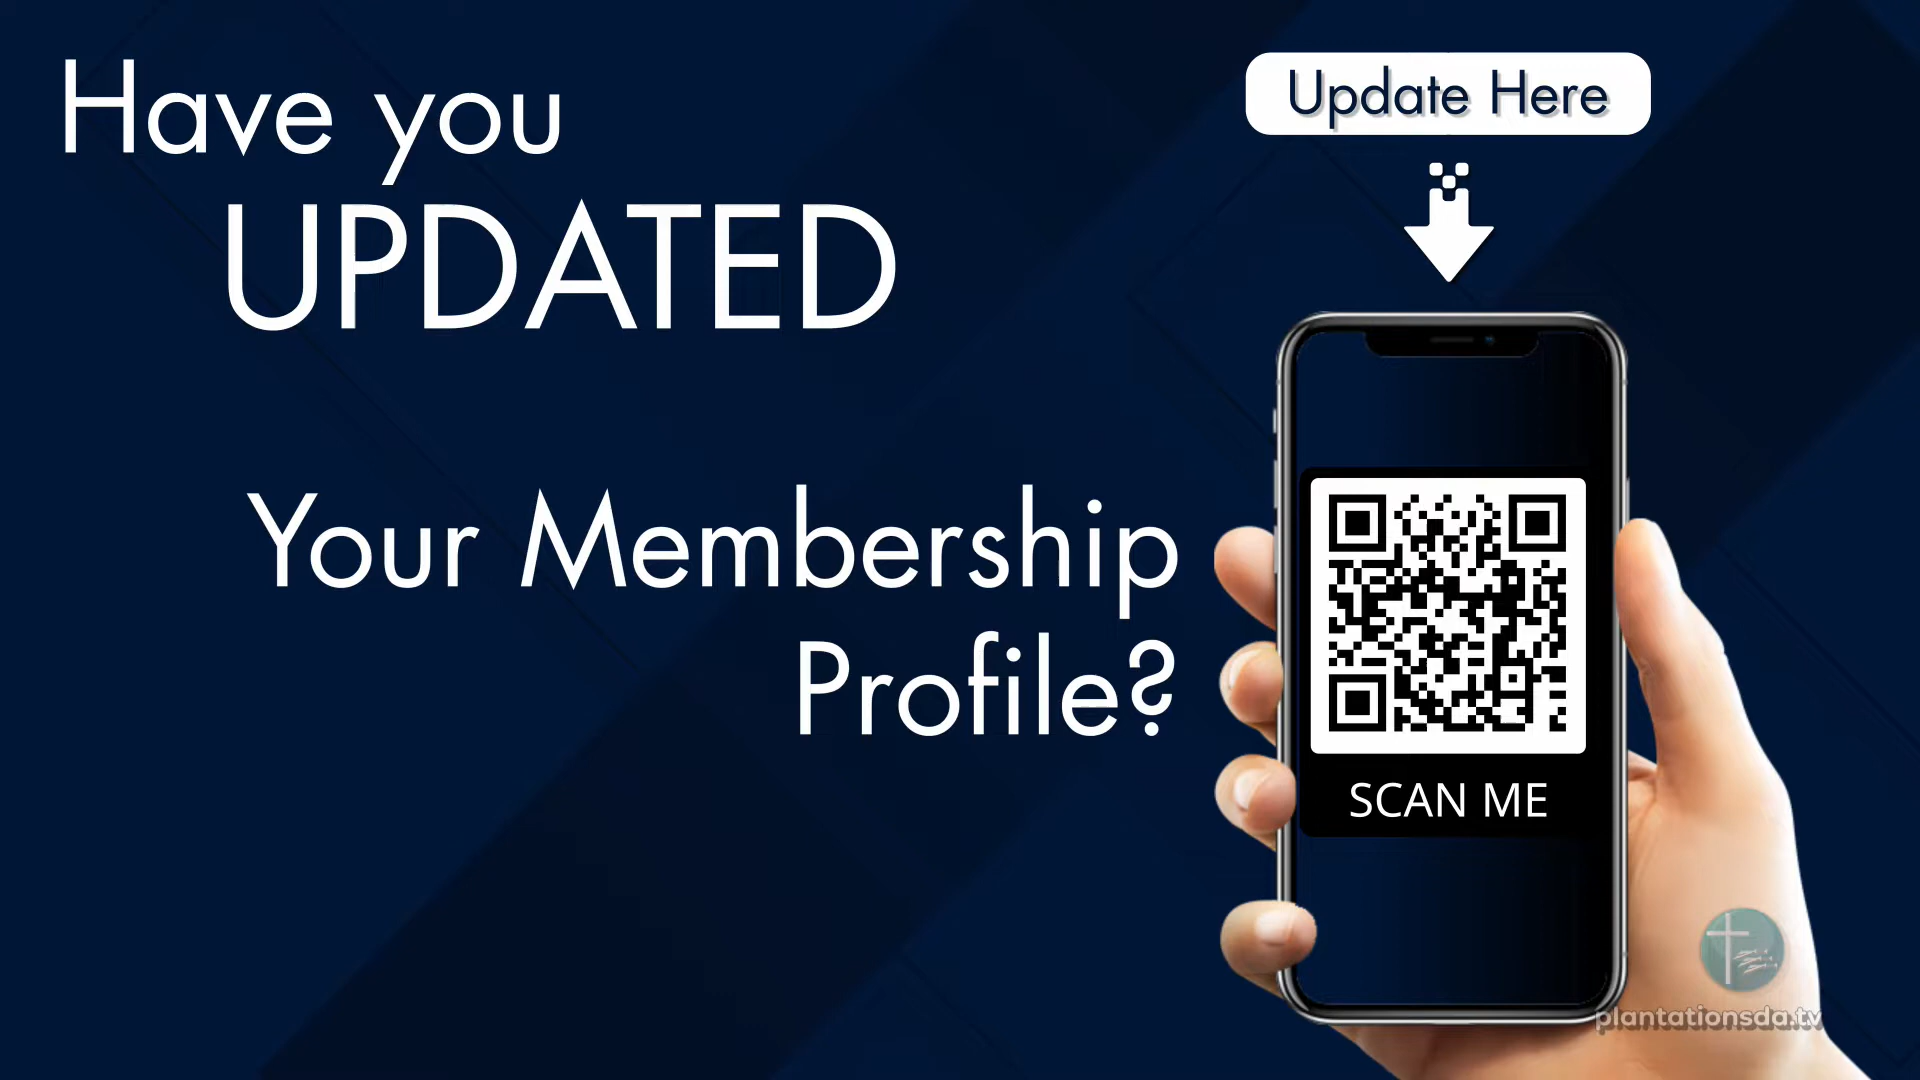 Have you
UPDATED
Your Membership
Profile?
Update Here
SCAN ME
plantationsda.tv